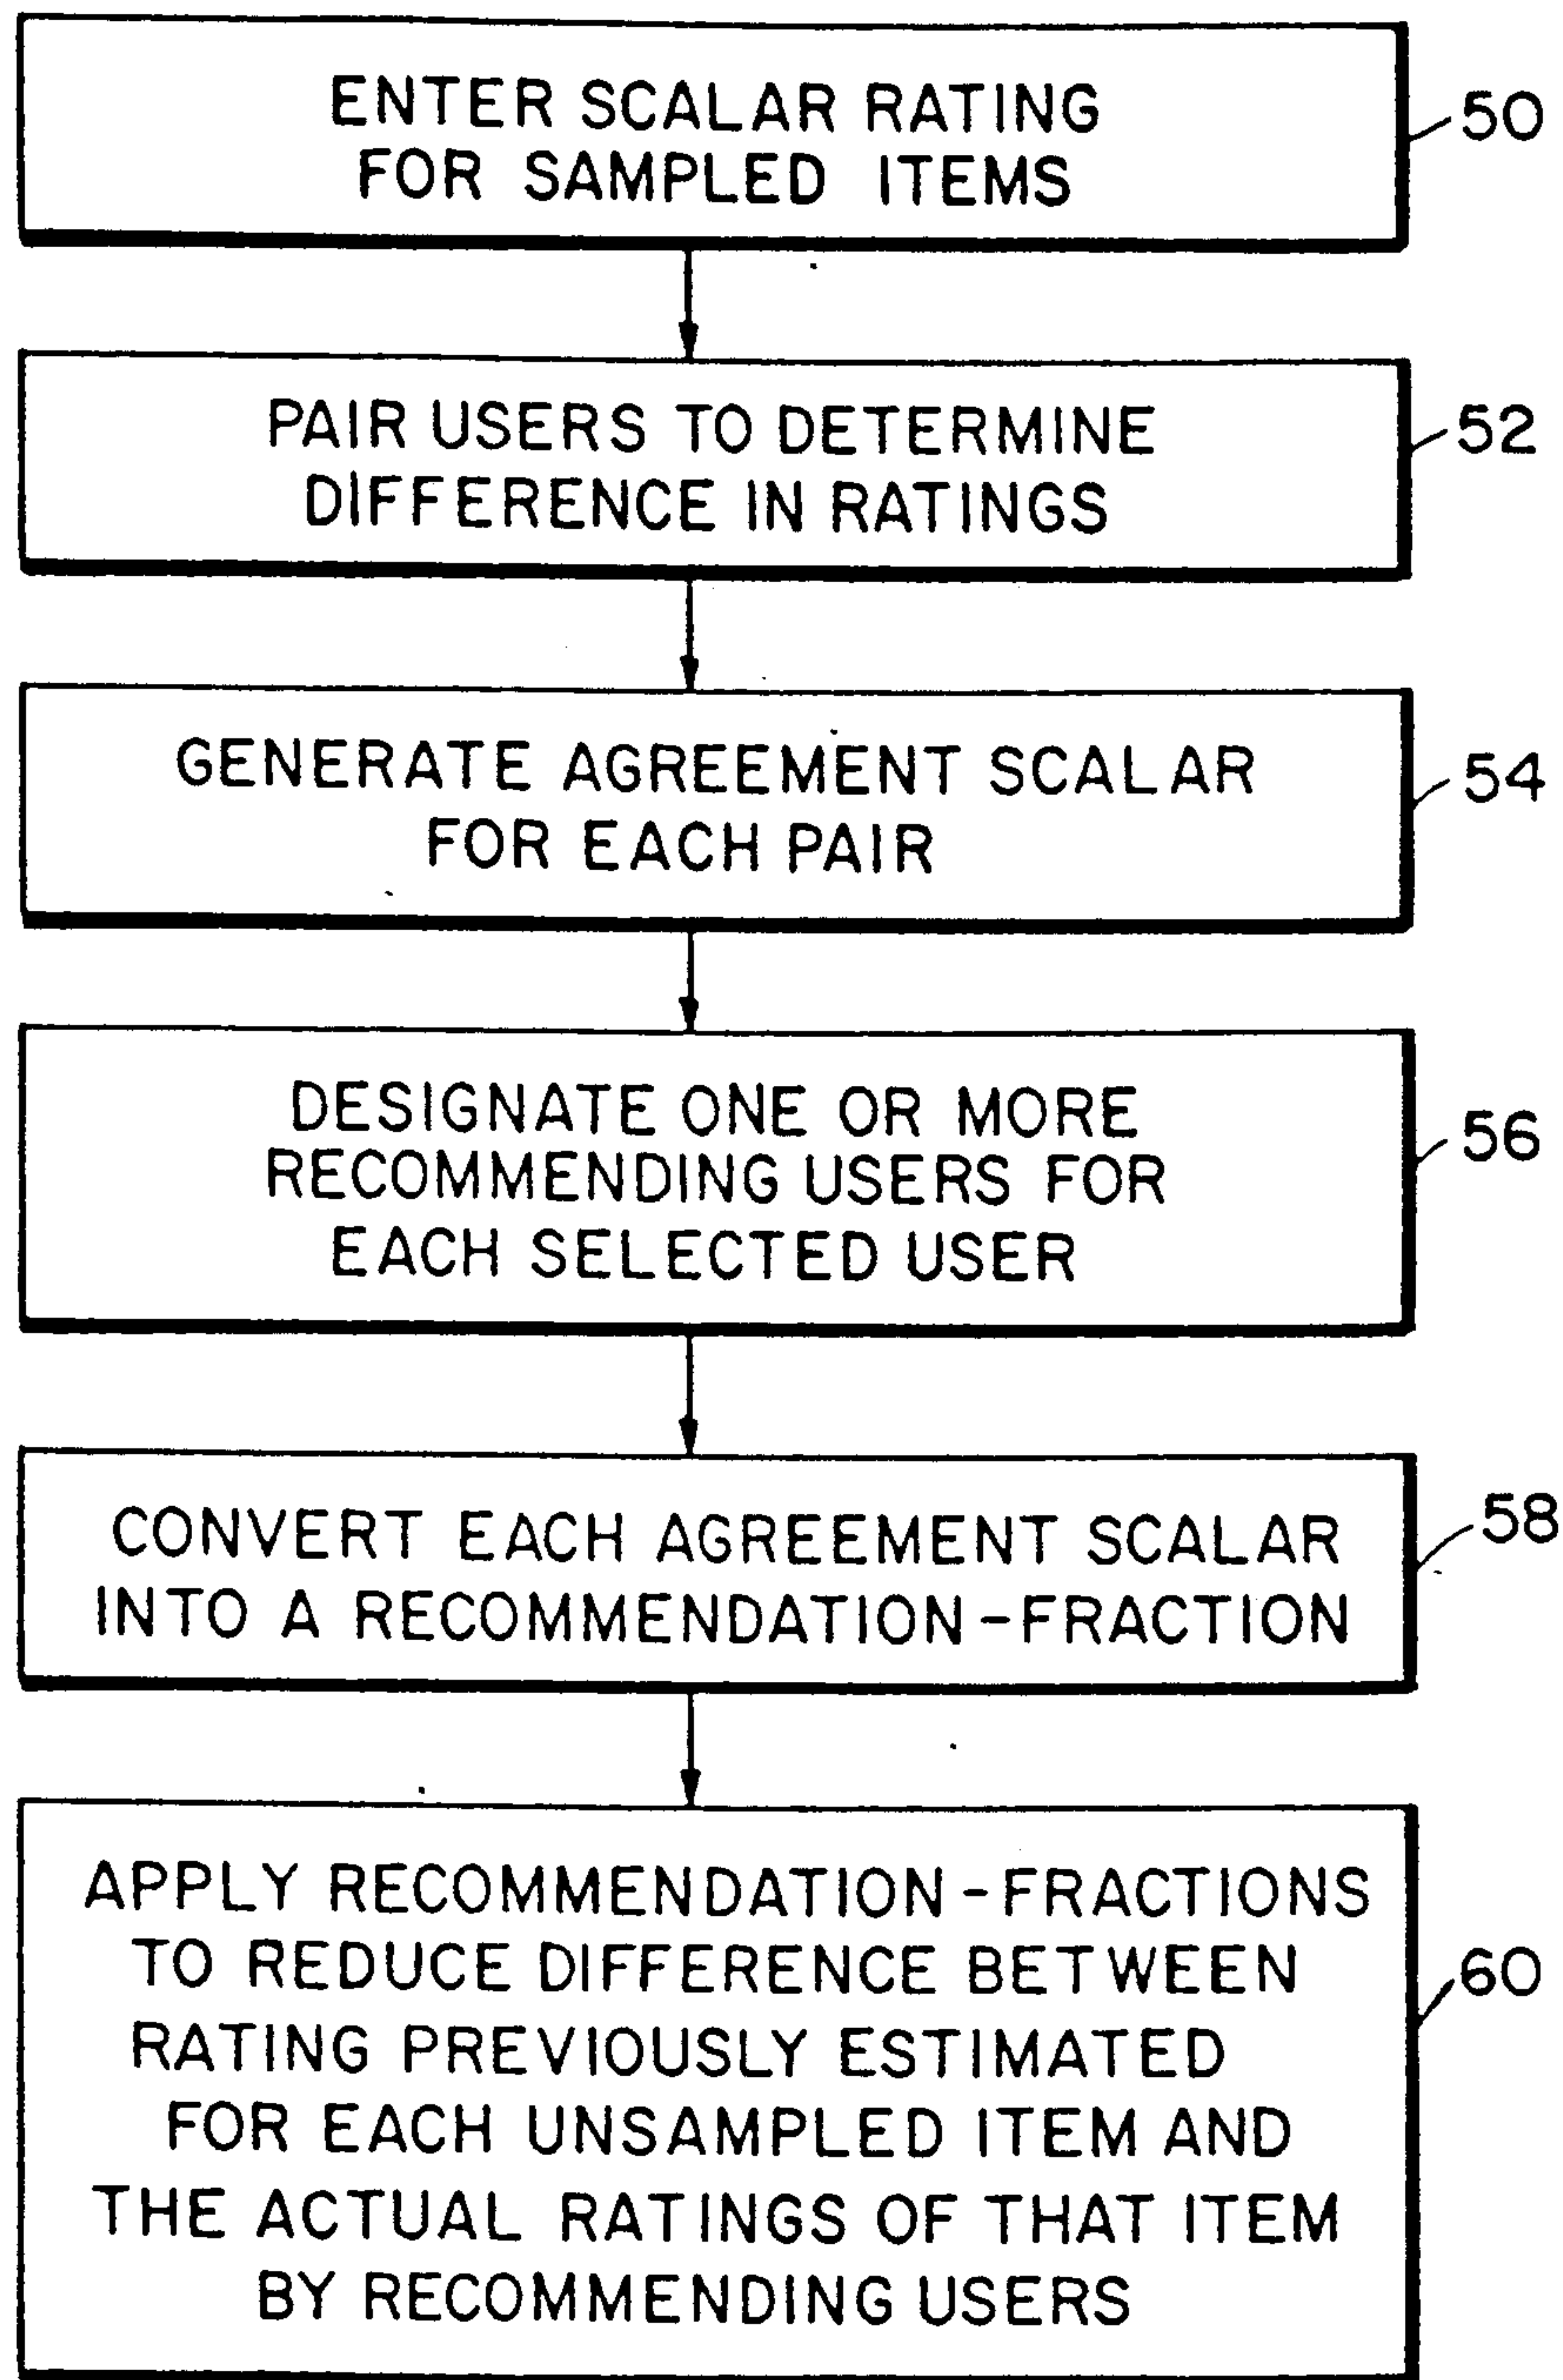 ENTER SCALAR RATING
FOR SAMPLED ITEMS
50
PAIR USERS TO DETERMINE
DIFFERENCE IN RATINGS
52
GENERATE AGREEMENT SCALAR
FOR EACH PAIR
54
DESIGNATE ONE OR MORE
RECOMMENDING USERS FOR
EACH SELECTED USER
56
CONVERT EACH AGREEMENT SCALAR
INTO A RECOMMENDATION-FRACTION
58
APPLY RECOMMENDATION-FRACTIONS
TO REDUCE DIFFERENCE BETWEEN
RATING PREVIOUSLY ESTIMATED
FOR EACH UNSAMPLED ITEM AND
THE ACTUAL RATINGS OF THAT ITEM
BY RECOMMENDING USERS
60